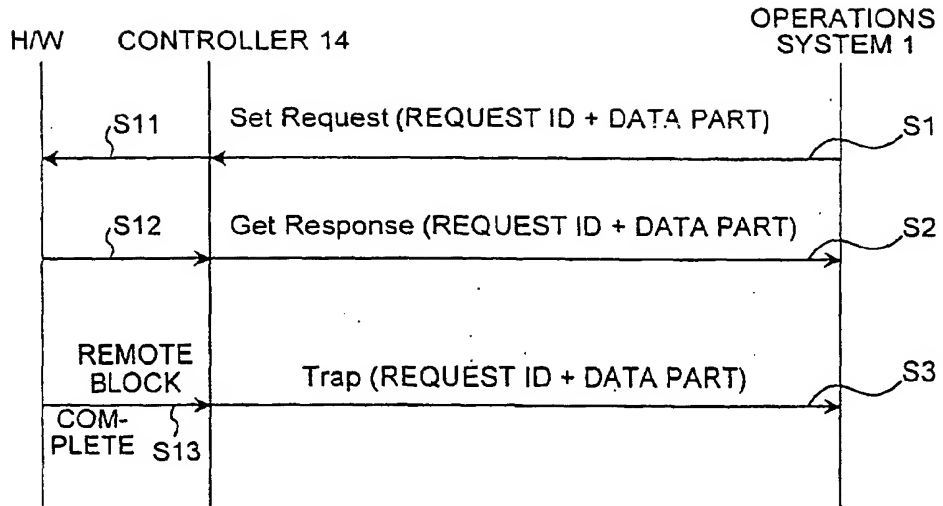 H/W
CONTROLLER 14
OPERATIONS
SYSTEM 1
S11
Set Request (REQUEST ID + DATA PART)
S1
S12
Get Response (REQUEST ID + DATA PART)
S2
REMOTE
BLOCK
COM-
PLETE
S13
Trap (REQUEST ID + DATA PART)
S3